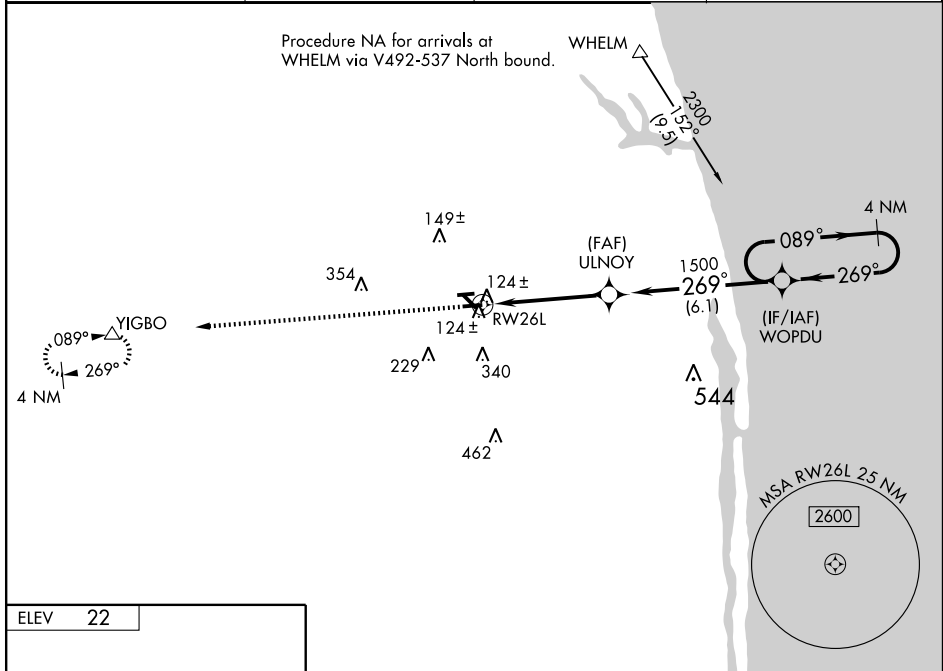 Procedure NA for arrivals at
WHELM via V492-537 North bound.
WHELM
2300
152°
(9.5)
4 NM
089°
269°
(IF/IAF)
WOPDU
(FAF)
ULNOY
1500
269°
(6.1)
149±
354
124±
RW26L
124±
YIGBO
089°
269°
4 NM
229
340
544
462
MSA RW26L 25 NM
2600
ELEV 22